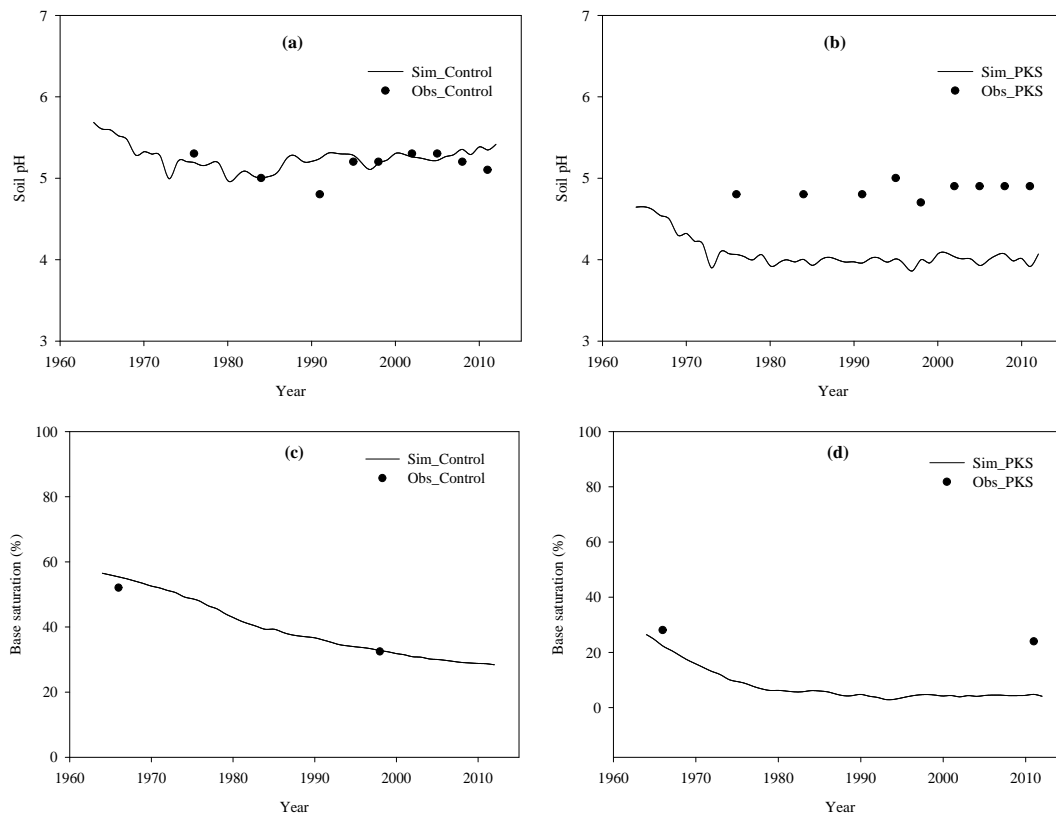 (a)
Sim_Control
Obs_Control
Soil pH
7
6
5
4
3
1960 1970 1980 1990 2000 2010
Year
(b)
Sim_PKS
Obs_PKS
Soil pH
7
6
5
4
3
1960 1970 1980 1990 2000 2010
Year
(c)
Sim_Control
Obs_Control
Base saturation (%)
100
80
60
40
20
0
1960 1970 1980 1990 2000 2010
Year
(d)
Sim_PKS
Obs_PKS
Base saturation (%)
100
80
60
40
20
0
1960 1970 1980 1990 2000 2010
Year